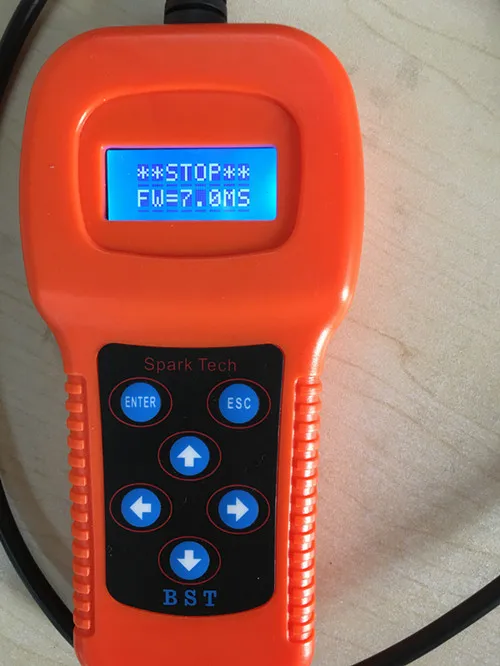 **STOP**
FW=7.0MS
Spark Tech
ENTER ESC
BST